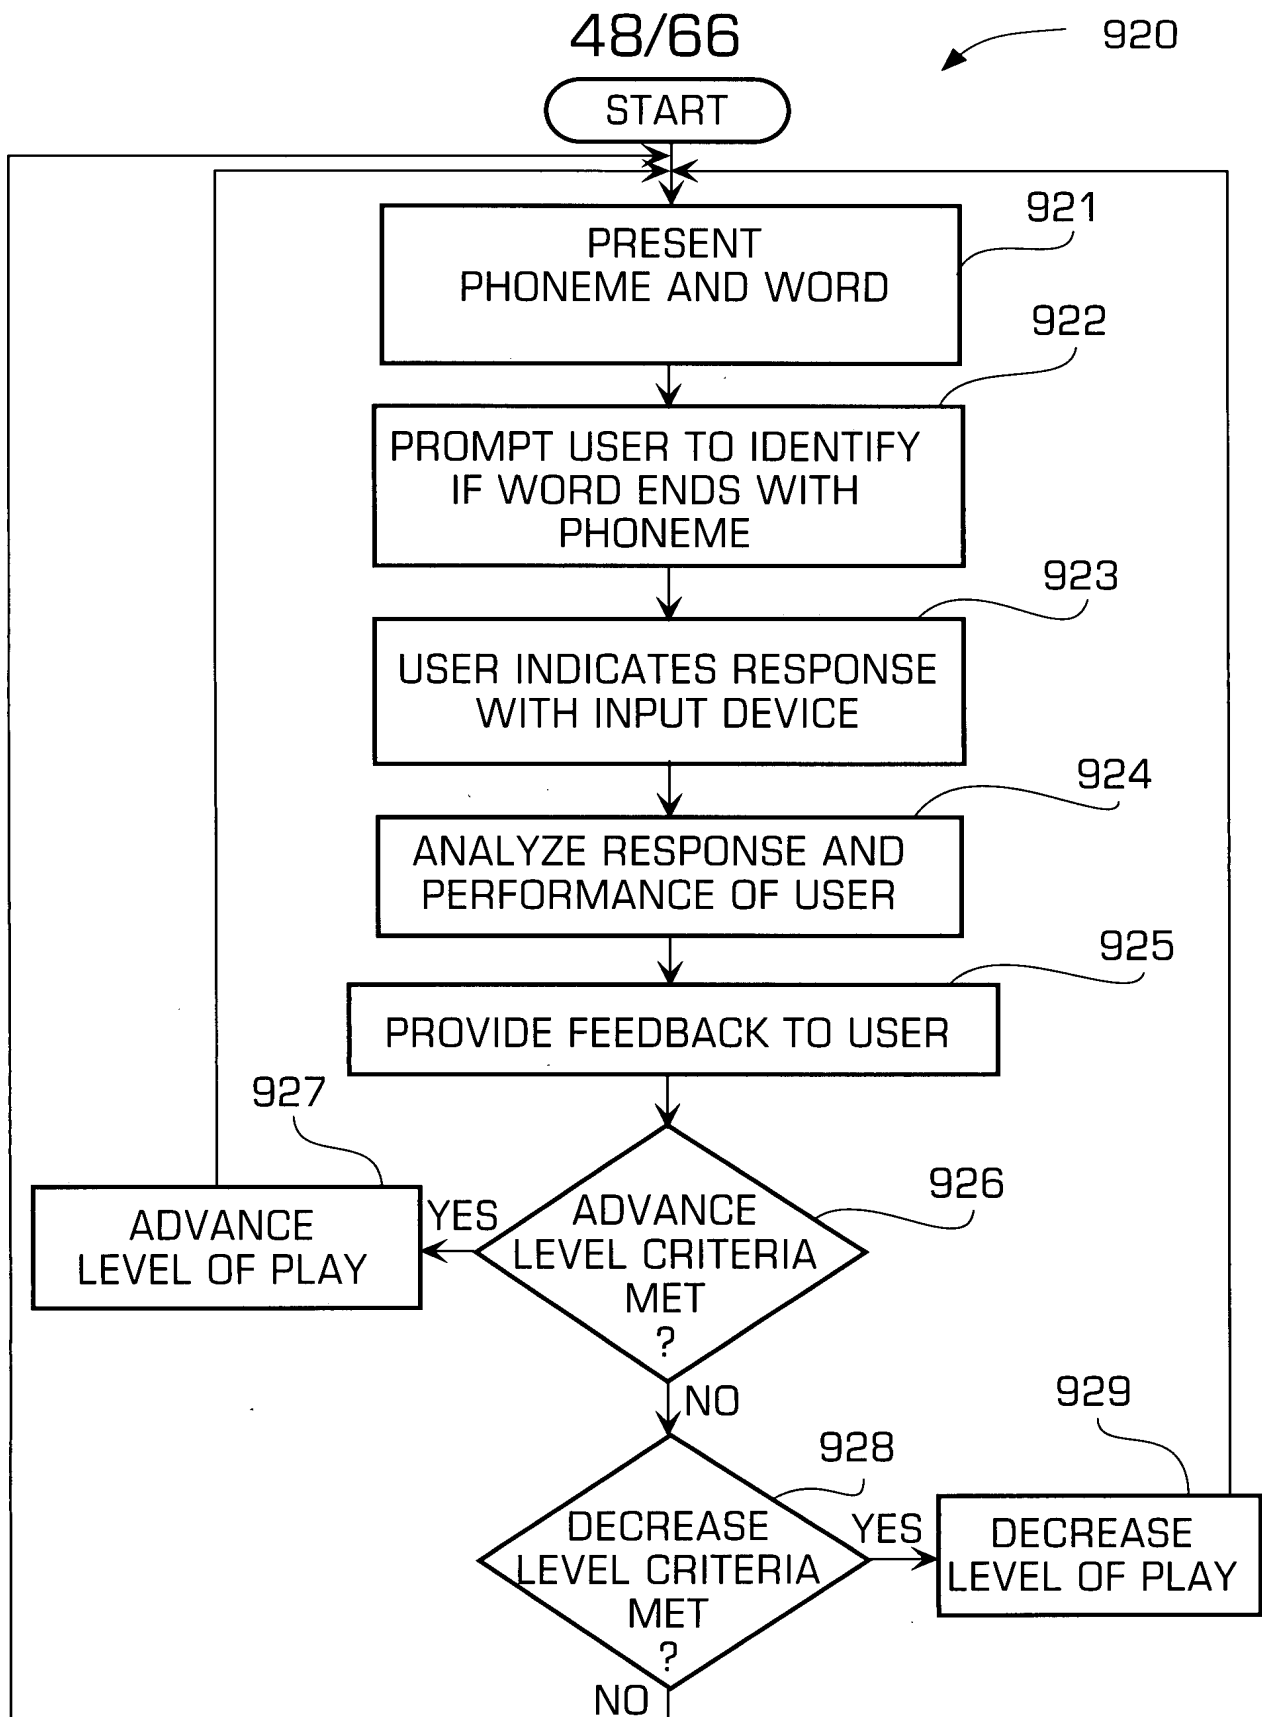 48/66
920
START
921
PRESENT
PHONEME AND WORD
922
PROMPT USER TO IDENTIFY
IF WORD ENDS WITH
PHONEME
923
USER INDICATES RESPONSE
WITH INPUT DEVICE
924
ANALYZE RESPONSE AND
PERFORMANCE OF USER
925
PROVIDE FEEDBACK TO USER
927
926
ADVANCE
LEVEL OF PLAY
YES
ADVANCE
LEVEL CRITERIA
MET
?
NO
929
928
DECREASE
LEVEL CRITERIA
MET
?
YES
DECREASE
LEVEL OF PLAY
NO